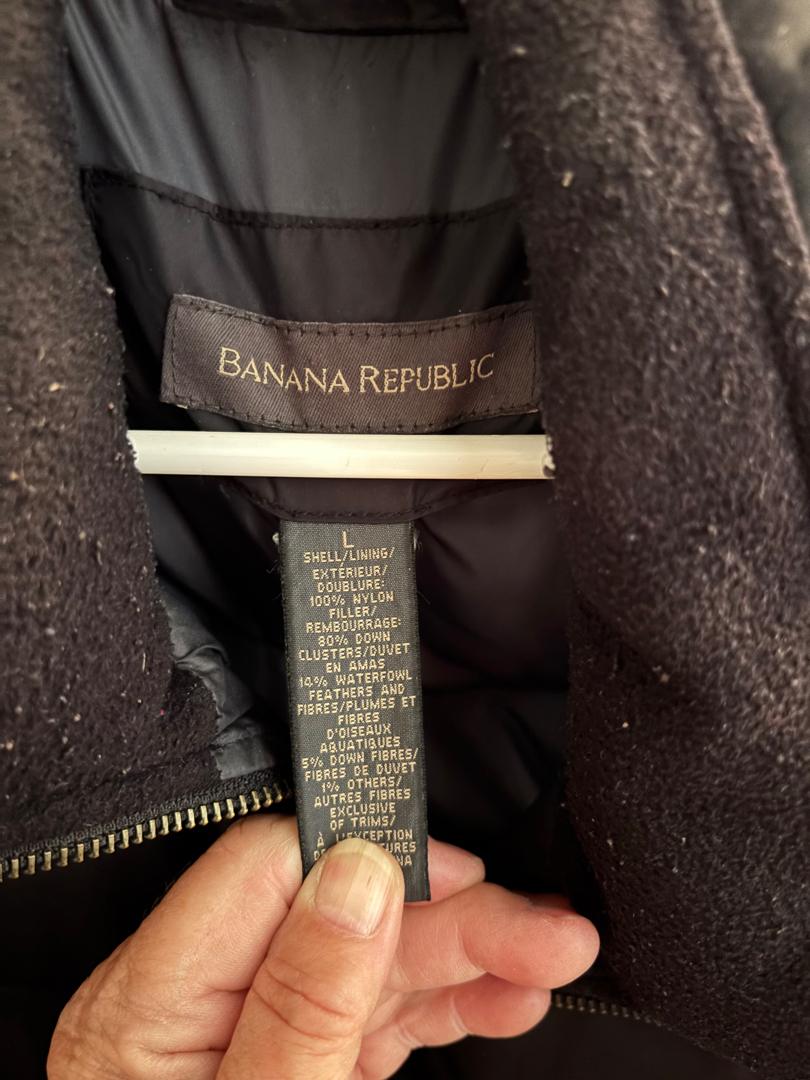 BANANA REPUBLIC
L
SHELL/LINING/
EXTÉRIEUR/
DOUBLURE:
100% NYLON
FILLER/
REMBOURRAGE:
80% DOWN
CLUSTERS/DUVET
EN AMAS
14% WATERFOWL
FEATHERS AND
FIBRES/PLUMES ET
FIBRES
D'OISEAUX
AQUATIQUES
5% DOWN FIBRES/
FIBRES DE DUVET
1% OTHERS/
AUTRES FIBRES
EXCLUSIVE
OF TRIMS/
À L'EXCEPTION